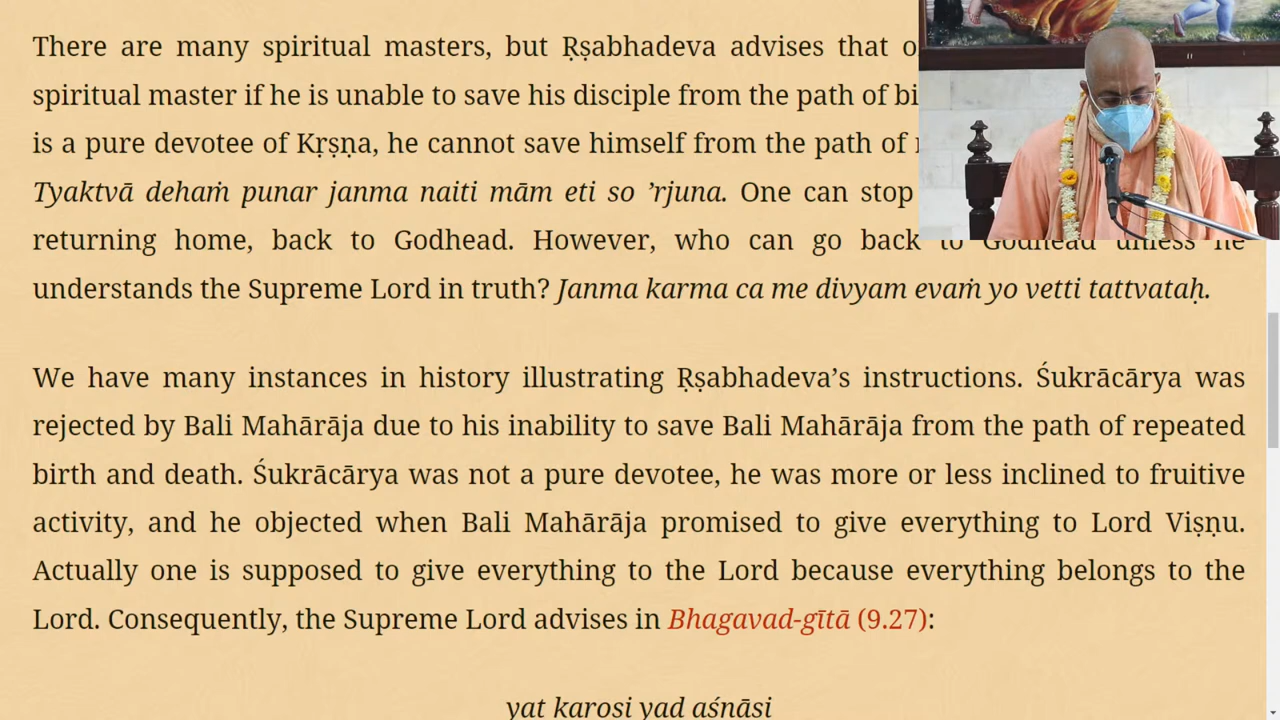 There are many spiritual masters, but Ṛṣabhadeva advises that
spiritual master if he is unable to save his disciple from the path of
is a pure devotee of Kṛṣṇa, he cannot save himself from the path of
Tyaktvā dehaṁ punar janma naiti mām eti so ’rjuna. One can stop
returning home, back to Godhead. However, who can go back to Godhead unless he
understands the Supreme Lord in truth? Janma karma ca me divyam evaṁ yo vetti tattvataḥ.
We have many instances in history illustrating Ṛṣabhadeva’s instructions. Śukrācārya was
rejected by Bali Mahārāja due to his inability to save Bali Mahārāja from the path of repeated
birth and death. Śukrācārya was not a pure devotee, he was more or less inclined to fruitive
activity, and he objected when Bali Mahārāja promised to give everything to Lord Viṣṇu.
Actually one is supposed to give everything to the Lord because everything belongs to the
Lord. Consequently, the Supreme Lord advises in Bhagavad-gītā (9.27):
yat karosi yad aśnāsi